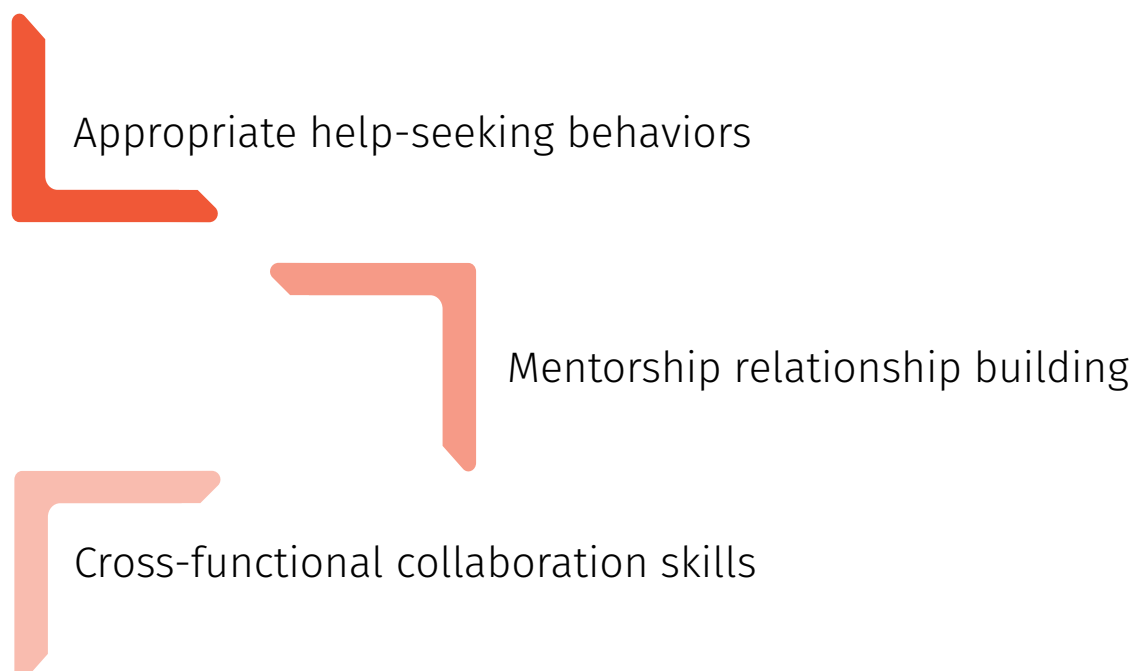 Appropriate help-seeking behaviors
Mentorship relationship building
Cross-functional collaboration skills